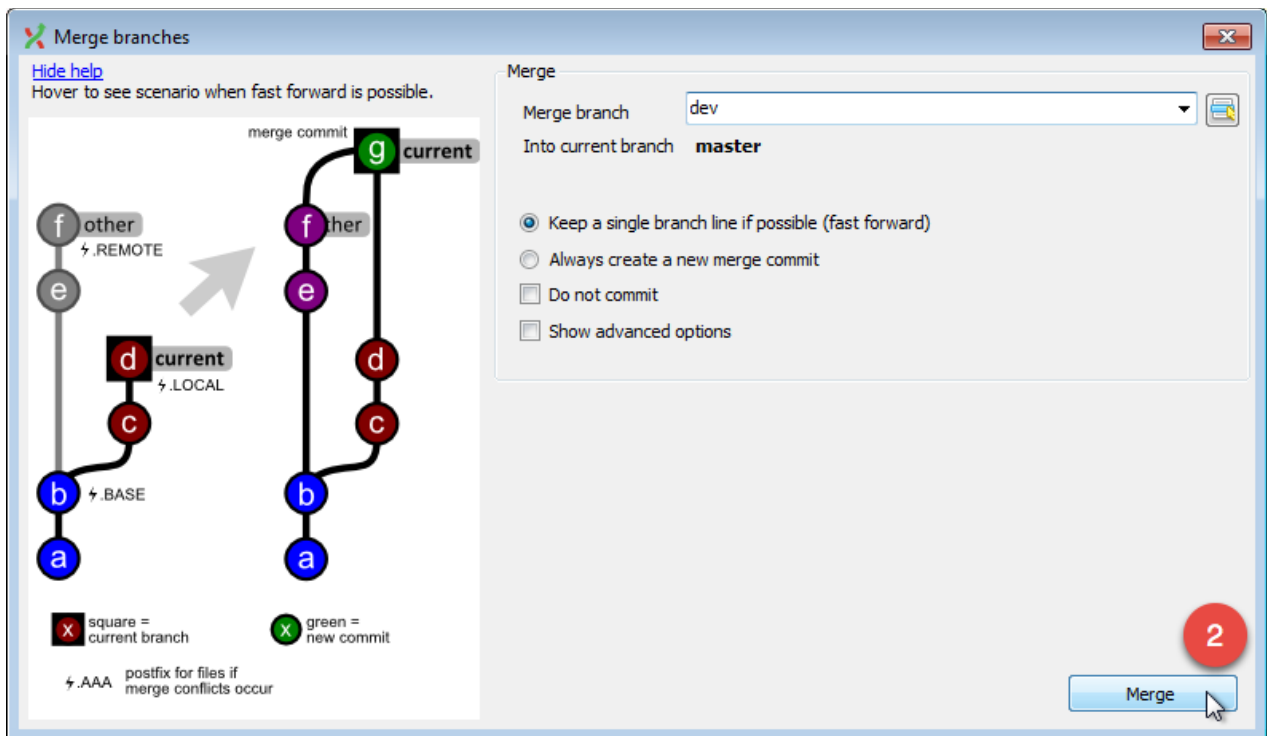 Merge branches
Hide help
Hover to see scenario when fast forward is possible.
merge commit
g current
f other
⚡.REMOTE
f ther
e
e
d current
⚡.LOCAL
d
c
c
b ⚡.BASE
b
a
a
x square =
current branch
x green =
new commit
⚡.AAA postfix for files if
merge conflicts occur
Merge
Merge branch dev
Into current branch master
Keep a single branch line if possible (fast forward)
Always create a new merge commit
Do not commit
Show advanced options
2
Merge